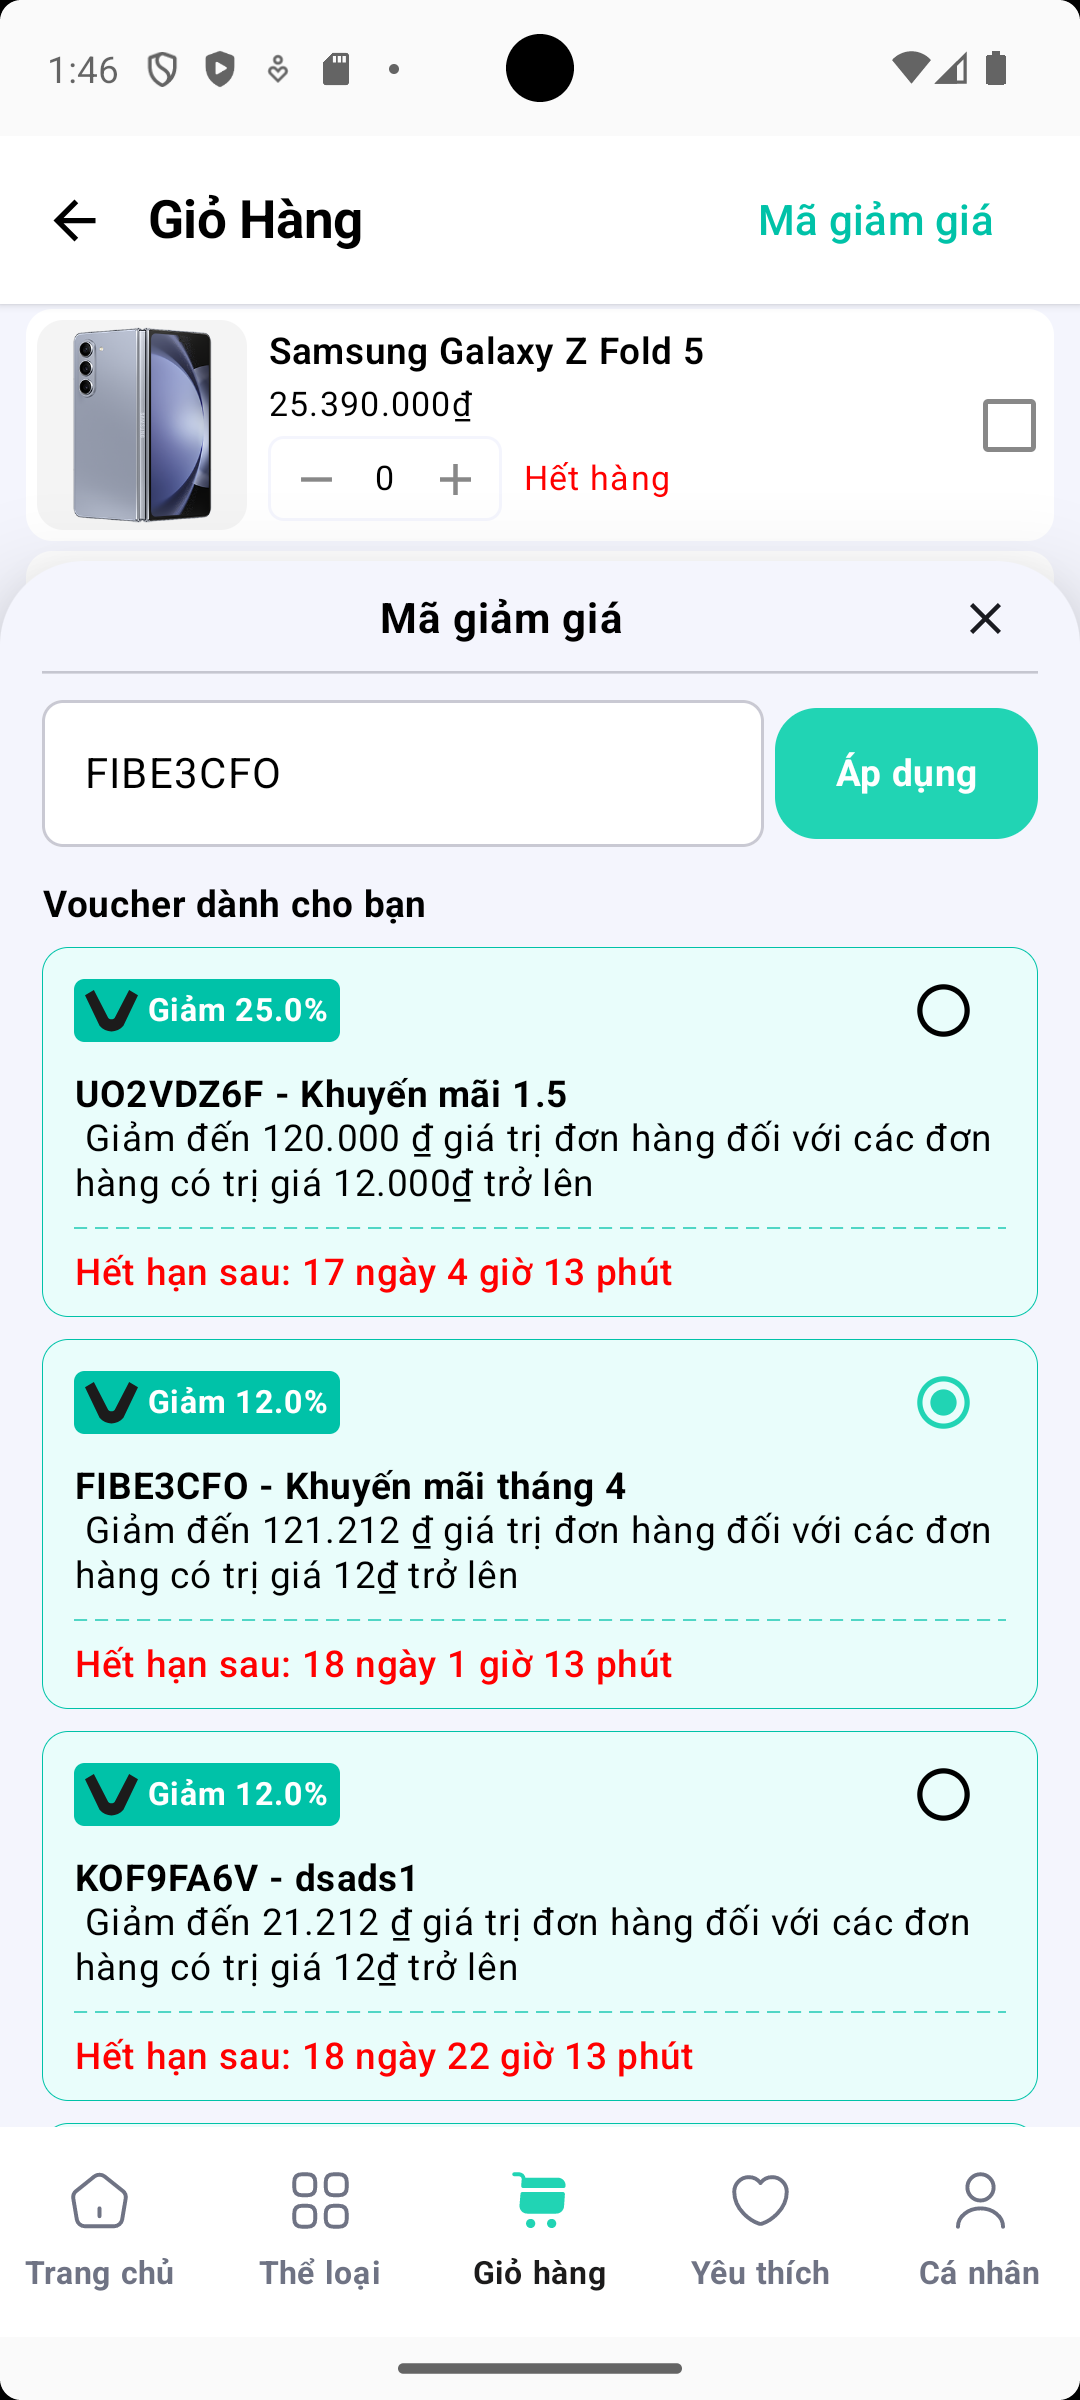 1:46
Giỏ Hàng
Mã giảm giá
Samsung Galaxy Z Fold 5
25.390.000₫
0
Hết hàng
Mã giảm giá
FIBE3CFO
Áp dụng
Voucher dành cho bạn
Giảm 25.0%
UO2VDZ6F - Khuyến mãi 1.5
Giảm đến 120.000 ₫ giá trị đơn hàng đối với các đơn
hàng có trị giá 12.000₫ trở lên
Hết hạn sau: 17 ngày 4 giờ 13 phút
Giảm 12.0%
FIBE3CFO - Khuyến mãi tháng 4
Giảm đến 121.212 ₫ giá trị đơn hàng đối với các đơn
hàng có trị giá 12₫ trở lên
Hết hạn sau: 18 ngày 1 giờ 13 phút
Giảm 12.0%
KOF9FA6V - dsads1
Giảm đến 21.212 ₫ giá trị đơn hàng đối với các đơn
hàng có trị giá 12₫ trở lên
Hết hạn sau: 18 ngày 22 giờ 13 phút
Trang chủ
Thể loại
Giỏ hàng
Yêu thích
Cá nhân